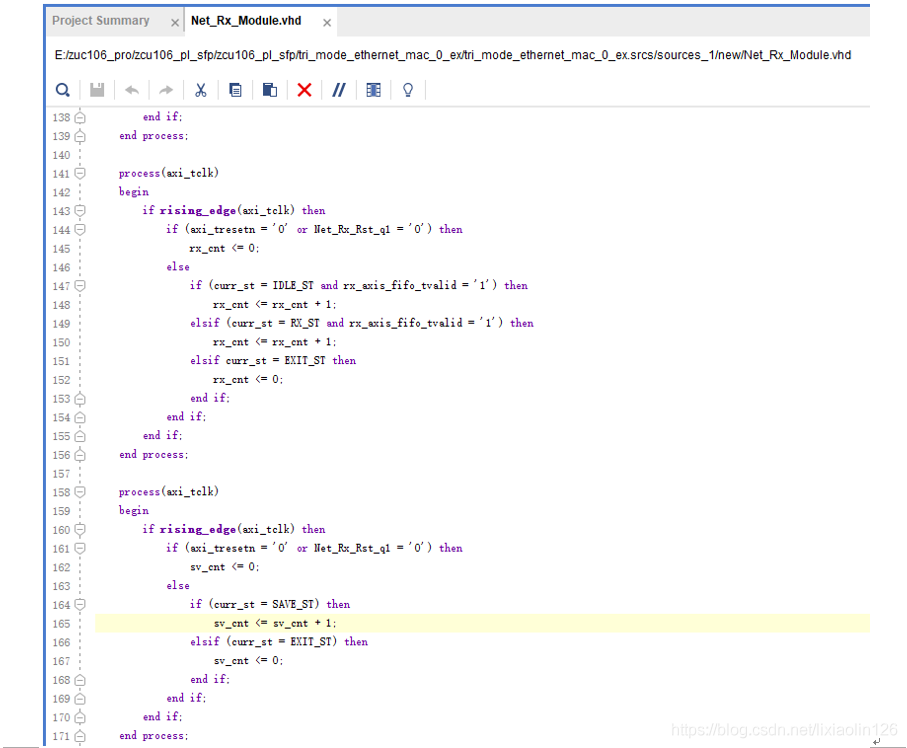 Project Summary × Net_Rx_Module.vhd ×
E:/zuc106_pro/zcu106_pl_sfp/zcu106_pl_sfp/tri_mode_ethernet_mac_0_ex/tri_mode_ethernet_mac_0_ex.srcs/sources_1/new/Net_Rx_Module.vhd
138 end if;
139 end process;
140
141 process(axi_tclk)
142 begin
143 if rising_edge(axi_tclk) then
144 if (axi_tresetn = '0' or Net_Rx_Rst_q1 = '0') then
145 rx_cnt <= 0;
146 else
147 if (curr_st = IDLE_ST and rx_axis_fifo_tvalid = '1') then
148 rx_cnt <= rx_cnt + 1;
149 elsif (curr_st = RX_ST and rx_axis_fifo_tvalid = '1') then
150 rx_cnt <= rx_cnt + 1;
151 elsif curr_st = EXIT_ST then
152 rx_cnt <= 0;
153 end if;
154 end if;
155 end if;
156 end process;
157
158 process(axi_tclk)
159 begin
160 if rising_edge(axi_tclk) then
161 if (axi_tresetn = '0' or Net_Rx_Rst_q1 = '0') then
162 sv_cnt <= 0;
163 else
164 if (curr_st = SAVE_ST) then
165 sv_cnt <= sv_cnt + 1;
166 elsif (curr_st = EXIT_ST) then
167 sv_cnt <= 0;
168 end if;
169 end if;
170 end if;
171 end process;
https://blog.csdn.net/lixiaolin126